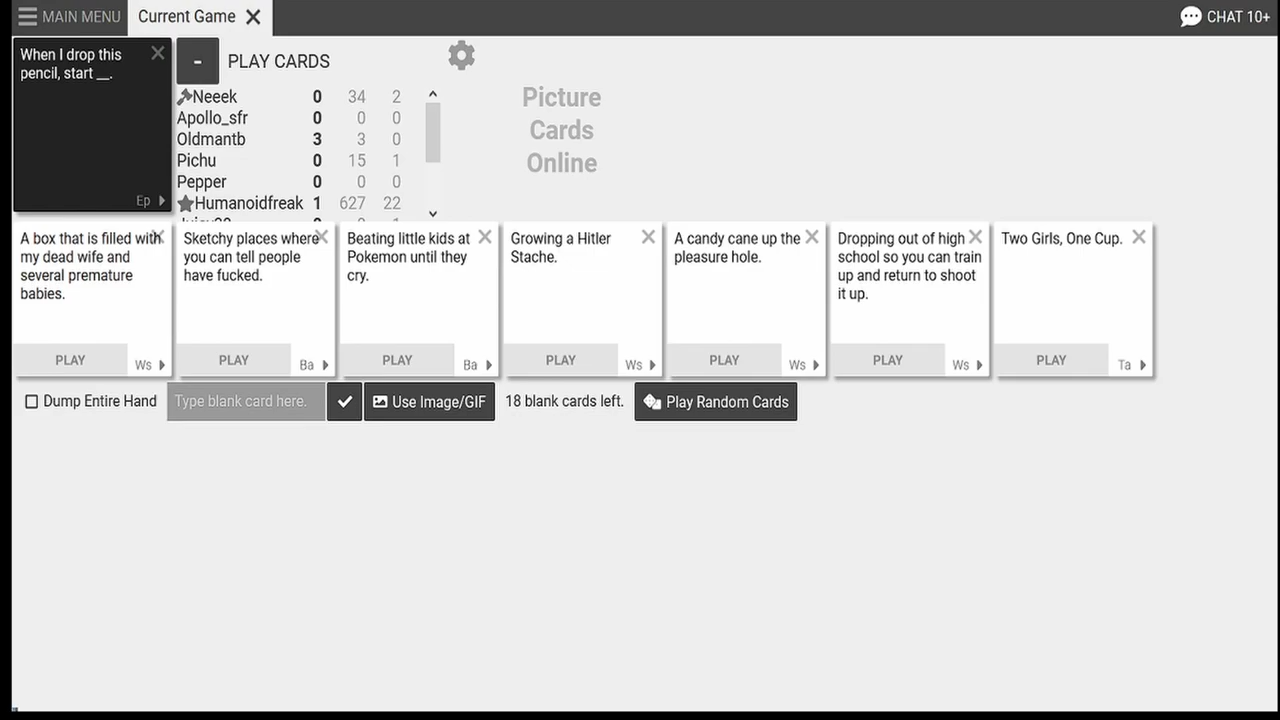 MAIN MENU
Current Game
CHAT 10+
When I drop this
pencil, start __.
Ep
-
PLAY CARDS
Neeek 0 34 2
Apollo_sfr 0 0 0
Oldmantb 3 3 0
Pichu 0 15 1
Pepper 0 0 0
Humanoidfreak 1 627 22
Picture
Cards
Online
A box that is filled with
my dead wife and
several premature
babies.
PLAY
Ws
Sketchy places where
you can tell people
have fucked.
PLAY
Ba
Beating little kids at
Pokemon until they
cry.
PLAY
Ba
Growing a Hitler
Stache.
PLAY
Ws
A candy cane up the
pleasure hole.
PLAY
Ws
Dropping out of high
school so you can train
up and return to shoot
it up.
PLAY
Ws
Two Girls, One Cup.
PLAY
Ta
Dump Entire Hand
Type blank card here.
Use Image/GIF
18 blank cards left.
Play Random Cards